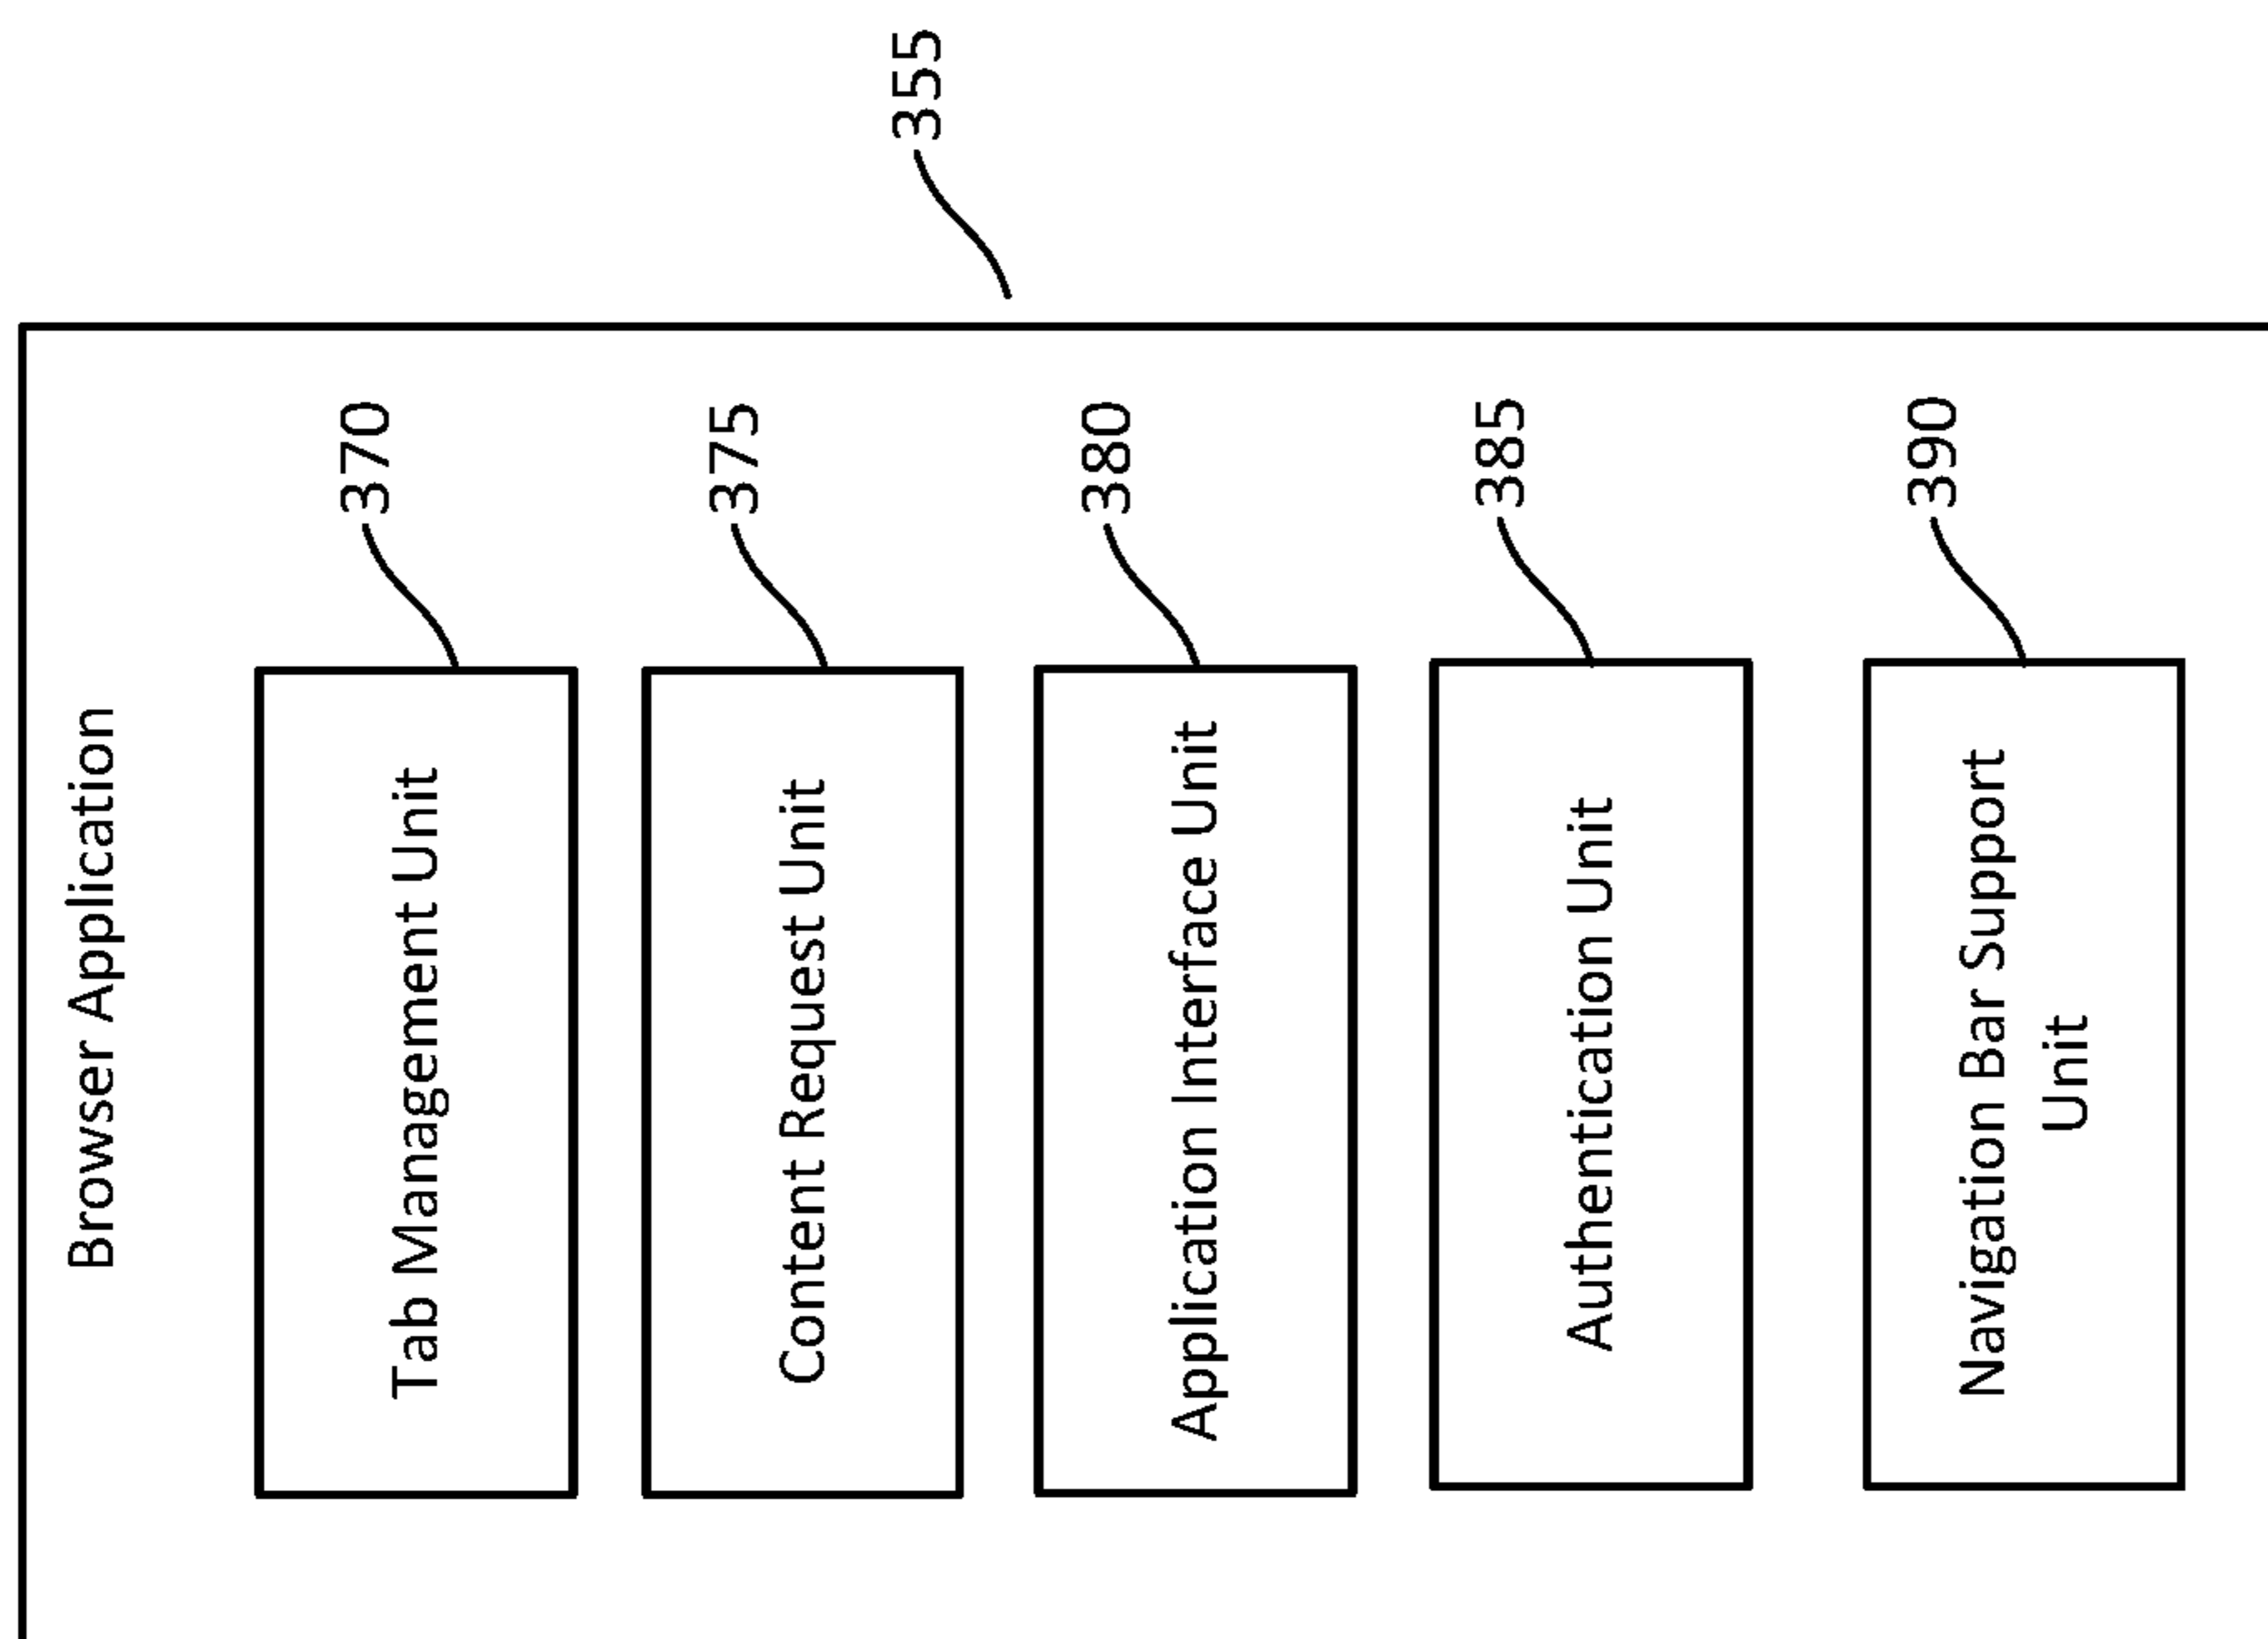 355
Browser Application
370
Tab Management Unit
375
Content Request Unit
380
Application Interface Unit
385
Authentication Unit
390
Navigation Bar Support
Unit